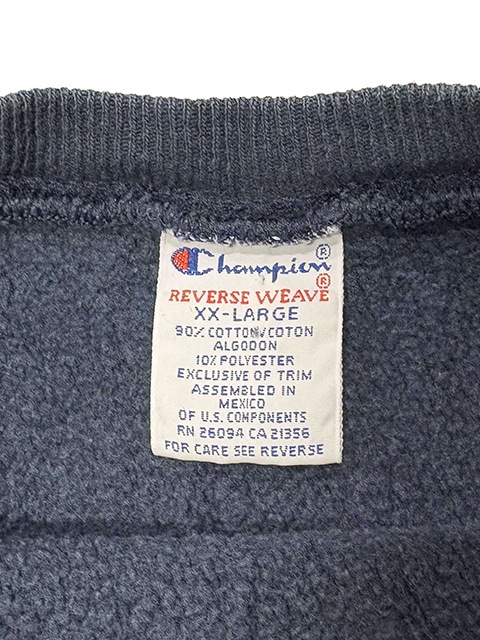 Champion®
REVERSE WEAVE®
XX-LARGE
90% COTTON/COTON
ALGODON
10% POLYESTER
EXCLUSIVE OF TRIM
ASSEMBLED IN
MEXICO
OF U.S. COMPONENTS
RN 26094 CA 21356
FOR CARE SEE REVERSE